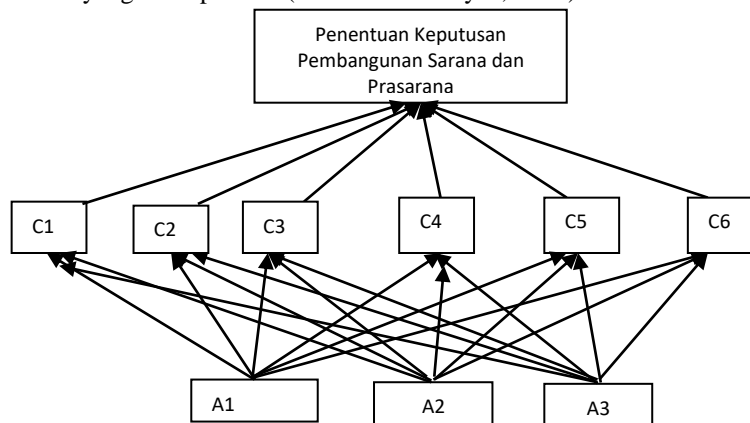 Penentuan Keputusan
Pembangunan Sarana dan
Prasarana
C1 C2 C3 C4 C5 C6
A1 A2 A3